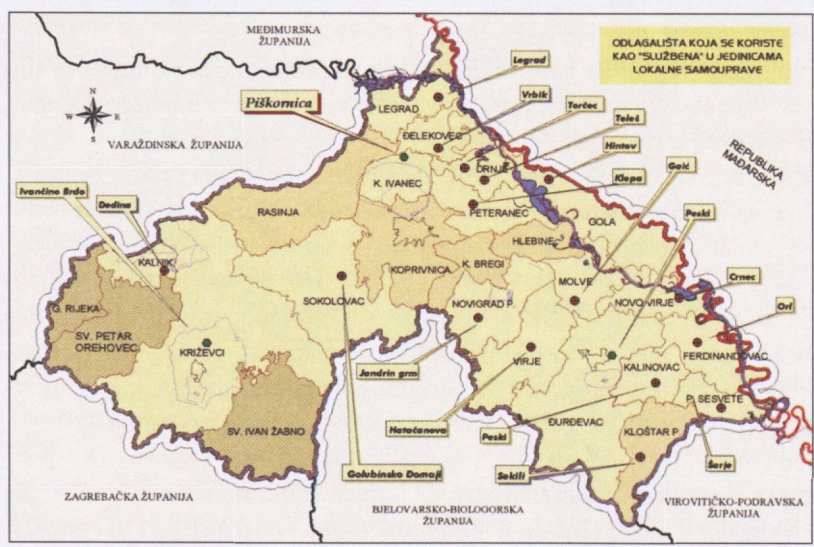 MEĐIMURSKA
ŽUPANIJA
ODLAGALIŠTA KOJA SE KORISTE
KAO "SLUŽBENA" U JEDINICAMA
LOKALNE SAMOUPRAVE
Legrad
Vrbik
Piškornica
LEGRAD
Torčec
N
W
E
S
Teleš
ĐELEKOVEC
VARAŽDINSKA ŽUPANIJA
Hintov
REPUBLIKA
MAĐARSKA
DRNJE
Gaić
K. IVANEC
Klepa
Ivančino Brdo
Dedina
RASINJA
PETERANEC
GOLA
Peski
HLEBINE
KALNIK
KOPRIVNICA
K. BREGI
MOLVE
Crnec
SOKOLOVAC
NOVIGRAD P.
NOVO VIRJE
G. RIJEKA
Orl
SV. PETAR
OREHOVEC
KRIŽEVCI
VIRJE
FERDINANDOVAC
KALINOVAC
Jandrin grm
P. SESVETE
Hatačanova
ĐURĐEVAC
SV. IVAN ŽABNO
Peski
KLOŠTAR P.
Golubinsko Domaji
Sekili
Šarje
ZAGREBAČKA ŽUPANIJA
BJELOVARSKO-BIOLOGORSKA
ŽUPANIJA
VIROVITIČKO-PODRAVSKA
ŽUPANIJA